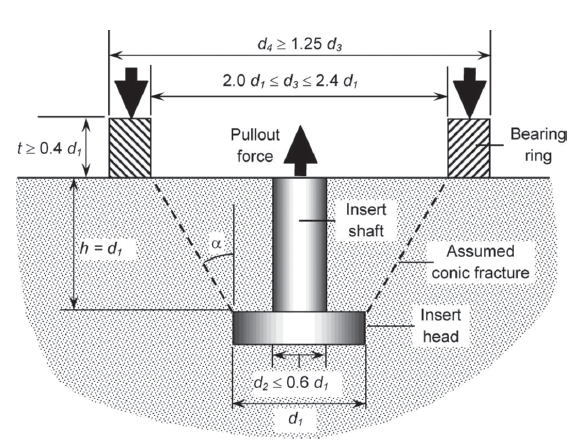 d₄ ≥ 1.25 d₃
2.0 d₁ ≤ d₃ ≤ 2.4 d₁
t ≥ 0.4 d₁
Pullout
force
Bearing
ring
Insert
shaft
h = d₁
α
Assumed
conic fracture
Insert
head
d₂ ≤ 0.6 d₁
d₁